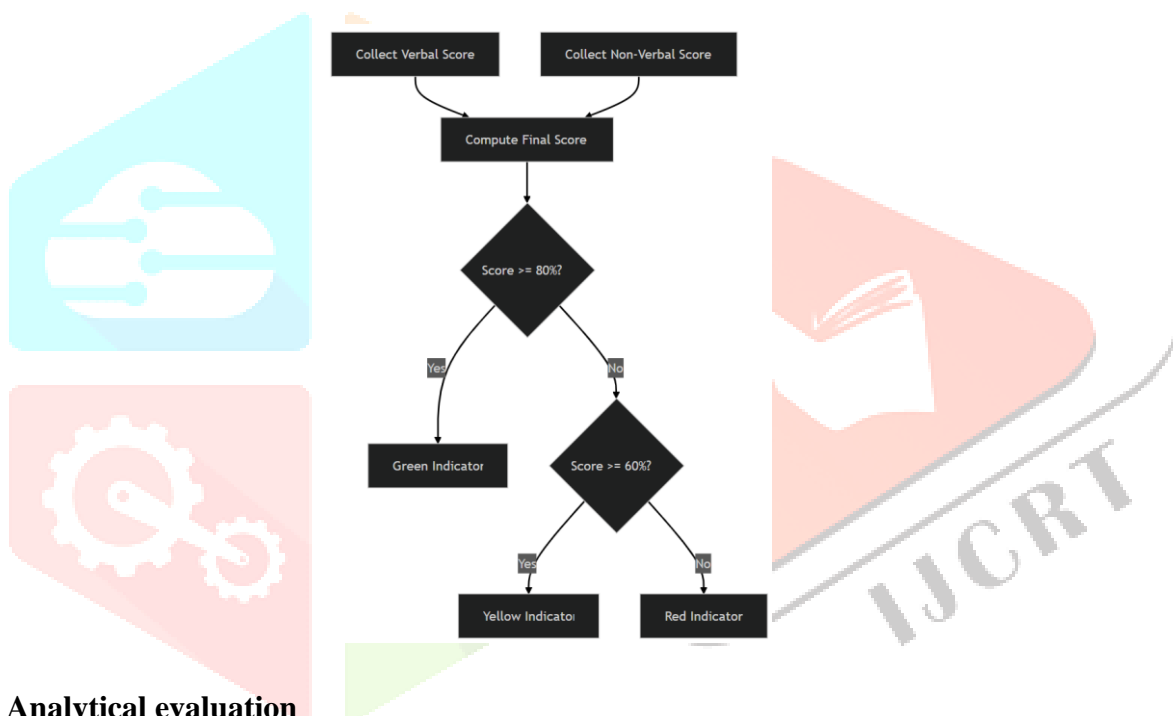 Collect Verbal Score
Collect Non-Verbal Score
Compute Final Score
Score >= 80%?
Yes
No
Green Indicator
Score >= 60%?
Yes
No
Yellow Indicator
Red Indicator
IJCRT
Analytical evaluation